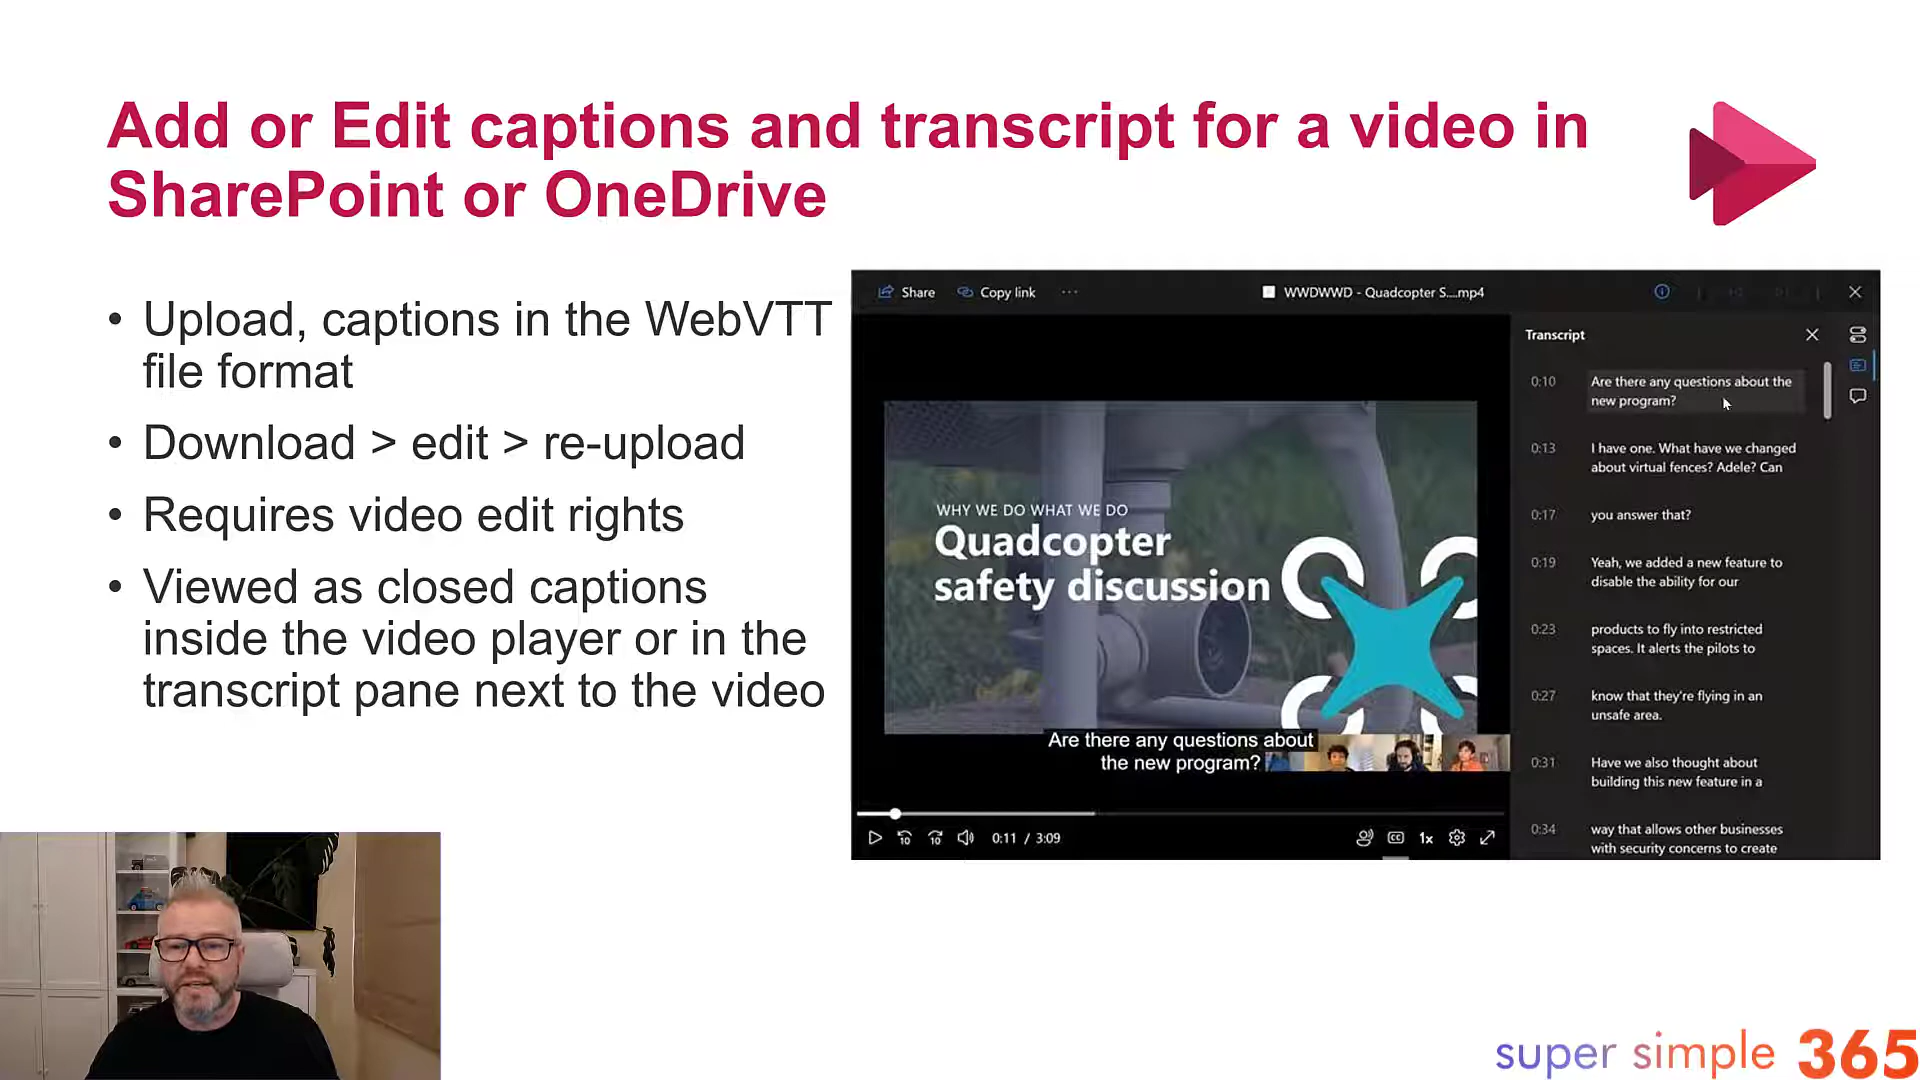 Add or Edit captions and transcript for a video in
SharePoint or OneDrive
• Upload, captions in the WebVTT
file format
• Download > edit > re-upload
• Requires video edit rights
• Viewed as closed captions
inside the video player or in the
transcript pane next to the video
Share
Copy link
...
WWDWWD - Quadcopter S....mp4
WHY WE DO WHAT WE DO
Quadcopter
safety discussion
Are there any questions about
the new program?
10
10
0:11 / 3:09
CC
1x
Transcript
0:10
Are there any questions about the
new program?
0:13
I have one. What have we changed
about virtual fences? Adele? Can
0:17
you answer that?
0:19
Yeah, we added a new feature to
disable the ability for our
0:23
products to fly into restricted
spaces. It alerts the pilots to
0:27
know that they're flying in an
unsafe area.
0:31
Have we also thought about
building this new feature in a
0:34
way that allows other businesses
with security concerns to create
super simple 365